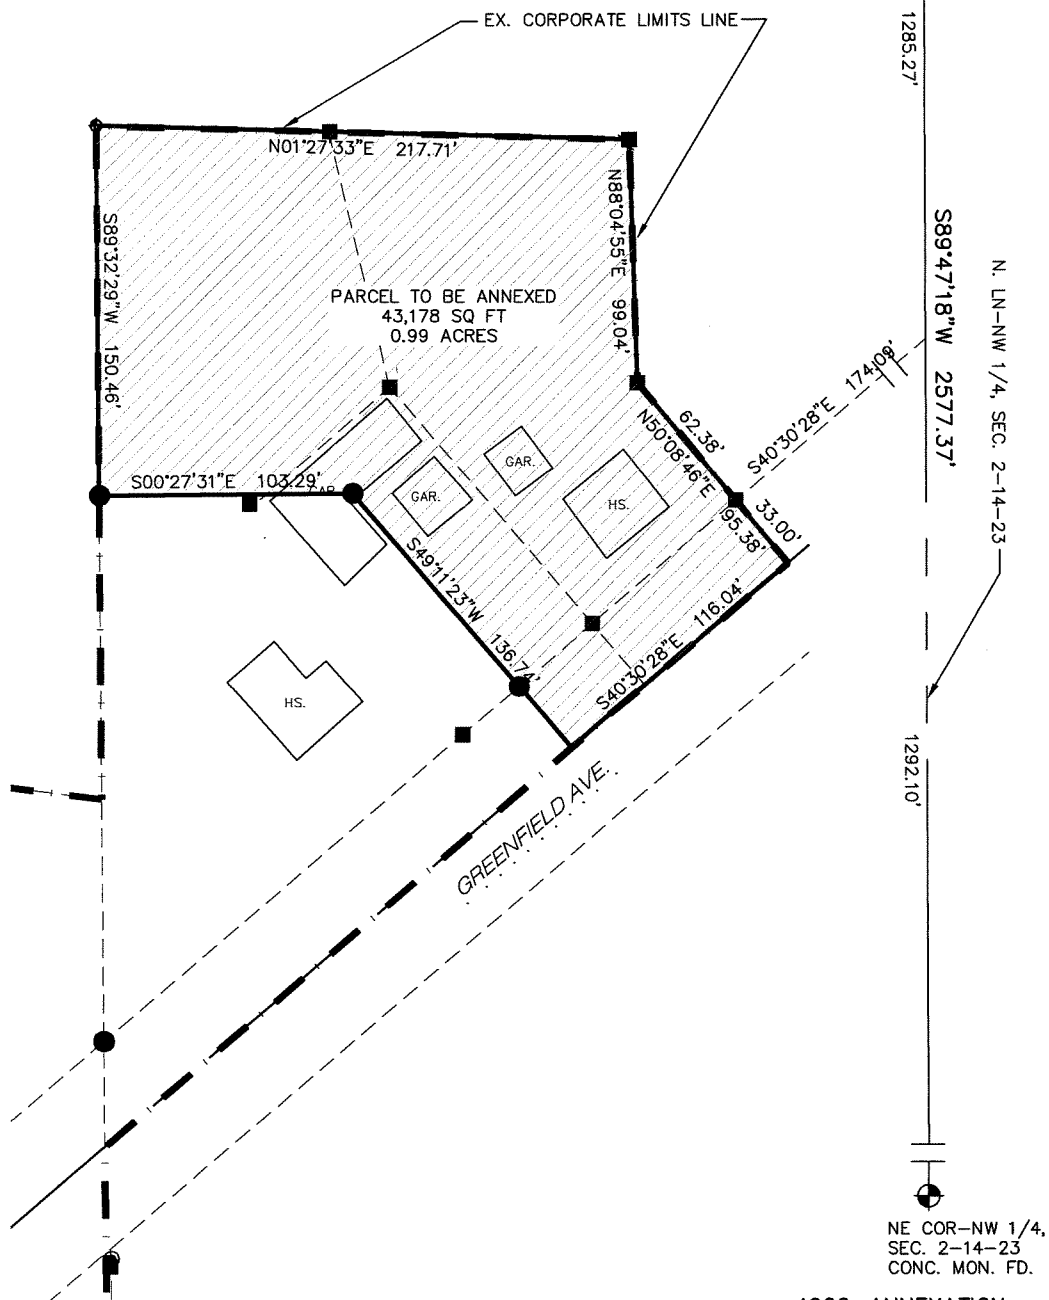 EX. CORPORATE LIMITS LINE
1285.27'
N01°27'33"E 217.71'
N88°04'55"E 99.04'
S89°32'29"W 150.46'
PARCEL TO BE ANNEXED
43,178 SQ FT
0.99 ACRES
S89°47'18"W 2577.37'
N. LN-NW 1/4, SEC. 2-14-23
S40°30'28"E 174.09'
62.38'
N50°08'46"E 95.38'
33.00'
S00°27'31"E 103.29'
GAR.
GAR.
GAR.
HS.
S49°11'23"W 136.74'
S40°30'28"E 116.04'
HS.
GREENFIELD AVE.
1292.10'
NE COR-NW 1/4,
SEC. 2-14-23
CONC. MON. FD.